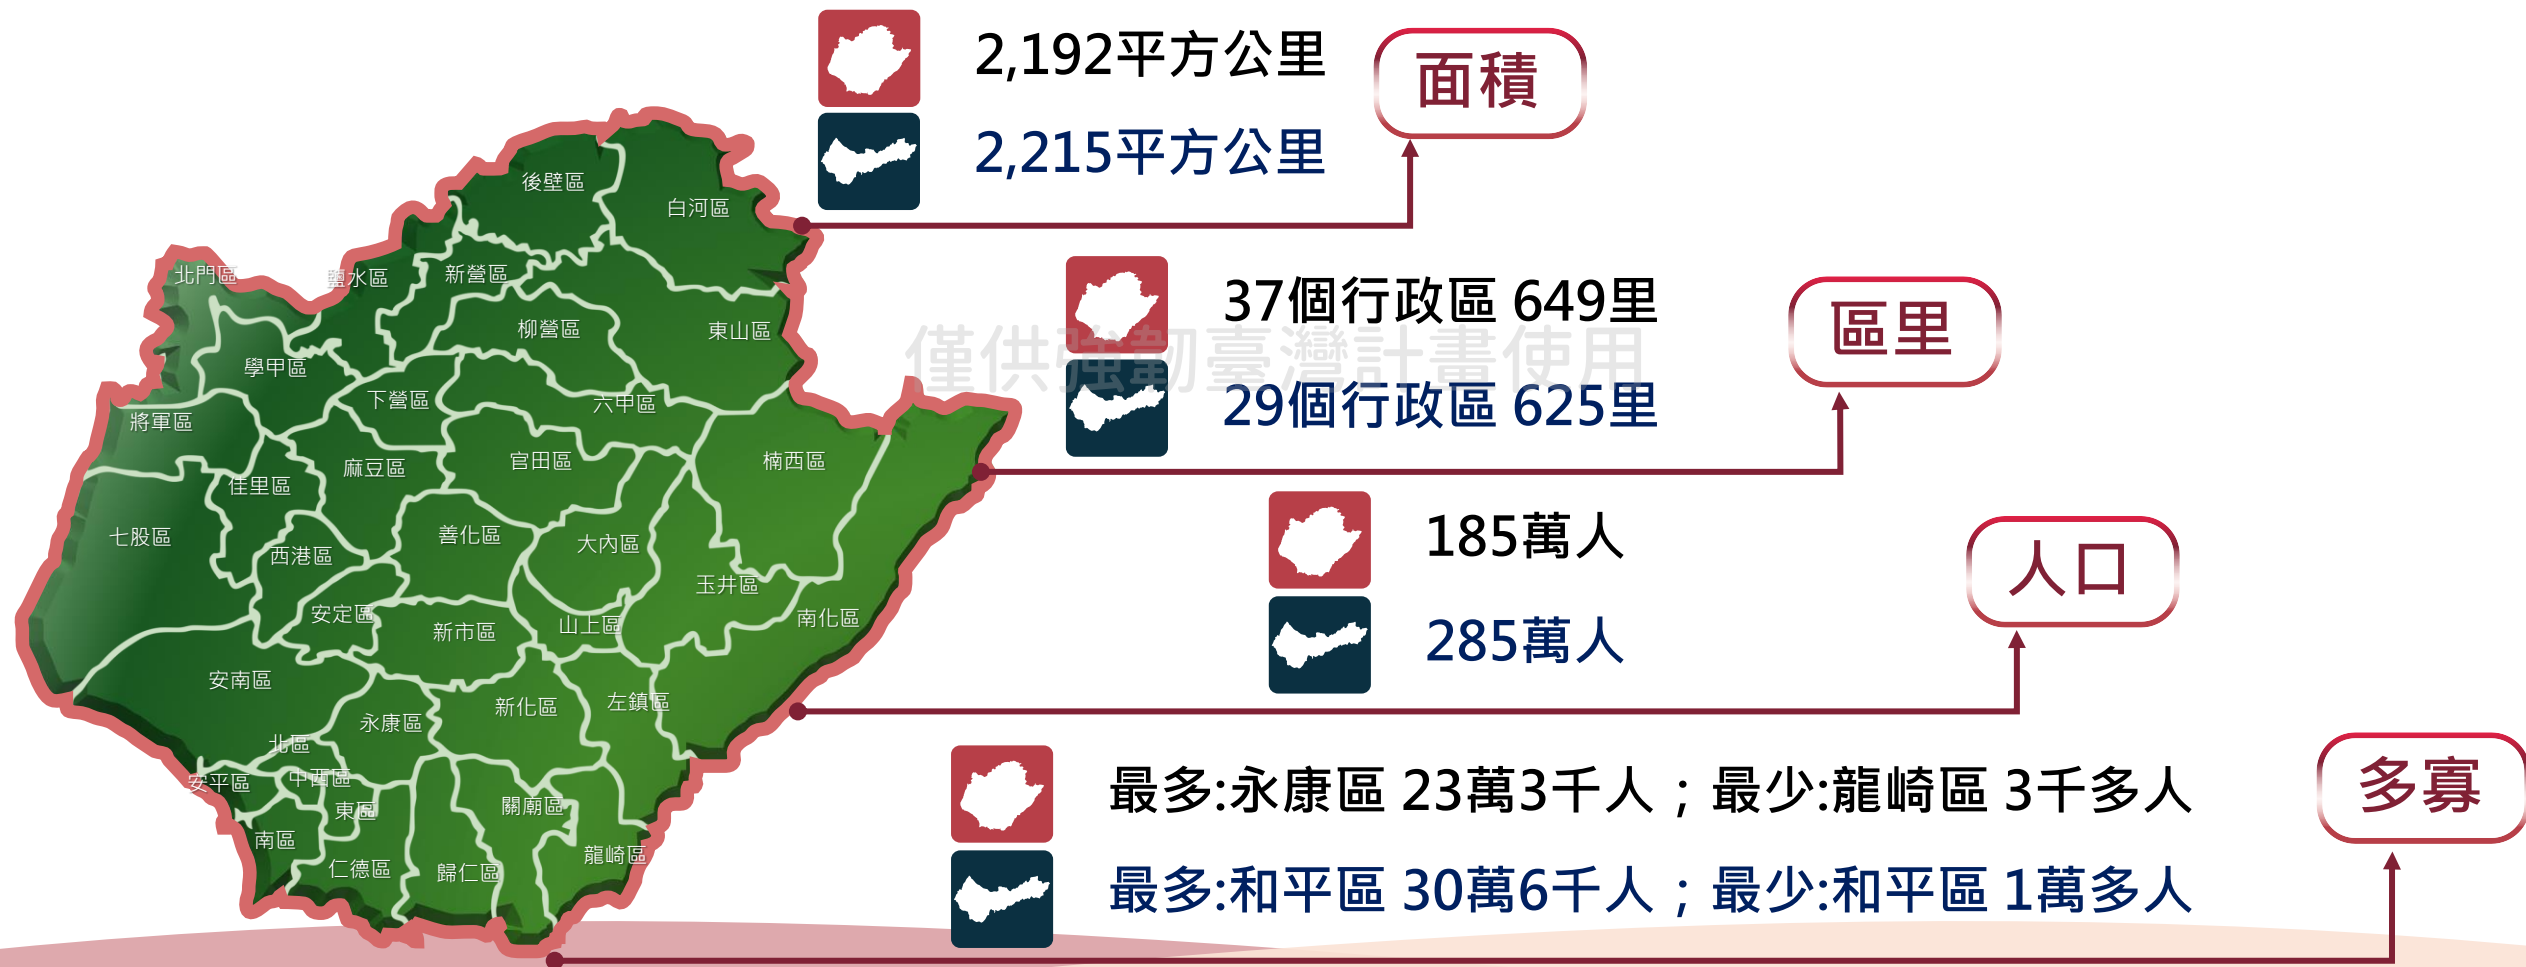 2,192平方公里
面積
2,215平方公里
37個行政區 649里
區里
29個行政區 625里
僅供強韌臺灣計畫使用
185萬人
人口
285萬人
最多:永康區 23萬3千人；最少:龍崎區 3千多人
多寡
最多:和平區 30萬6千人；最少:和平區 1萬多人
後壁區
白河區
北門區
鹽水區
新營區
柳營區
東山區
學甲區
下營區
六甲區
將軍區
麻豆區
官田區
楠西區
佳里區
七股區
西港區
善化區
大內區
玉井區
安定區
新市區
山上區
南化區
安南區
永康區
新化區
左鎮區
北區
安平區
中西區
東區
關廟區
南區
仁德區
歸仁區
龍崎區